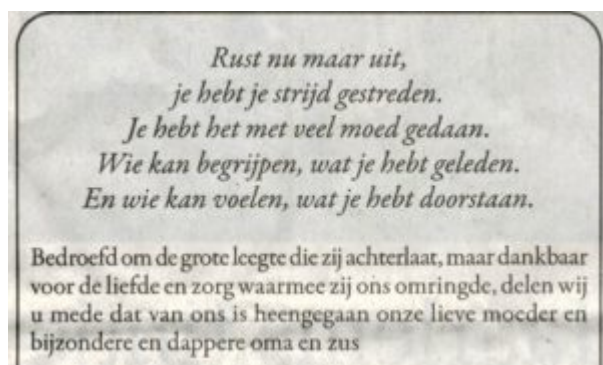 Rust nu maar uit,
je hebt je strijd gestreden.
Je hebt het met veel moed gedaan.
Wie kan begrijpen, wat je hebt geleden.
En wie kan voelen, wat je hebt doorstaan.
Bedroefd om de grote leegte die zij achterlaat, maar dankbaar
voor de liefde en zorg waarmee zij ons omringde, delen wij
u mede dat van ons is heengegaan onze lieve moeder en
bijzondere en dappere oma en zus